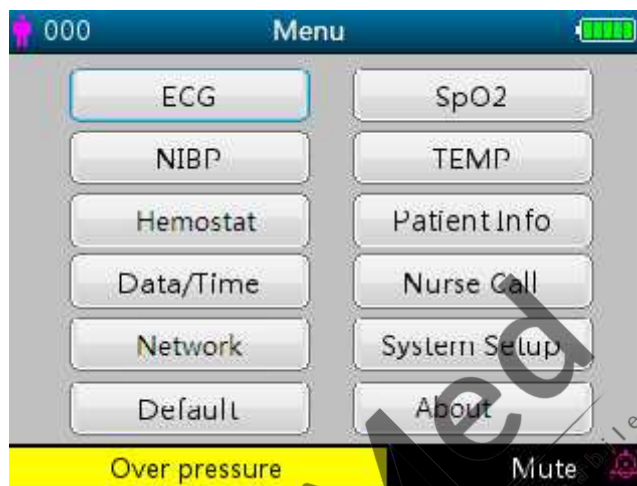 000 Menu
ECG SpO2
NIBP TEMP
Hemostat Patient Info
Data/Time Nurse Call
Network System Setup
Default About
Over pressure Mute
Med